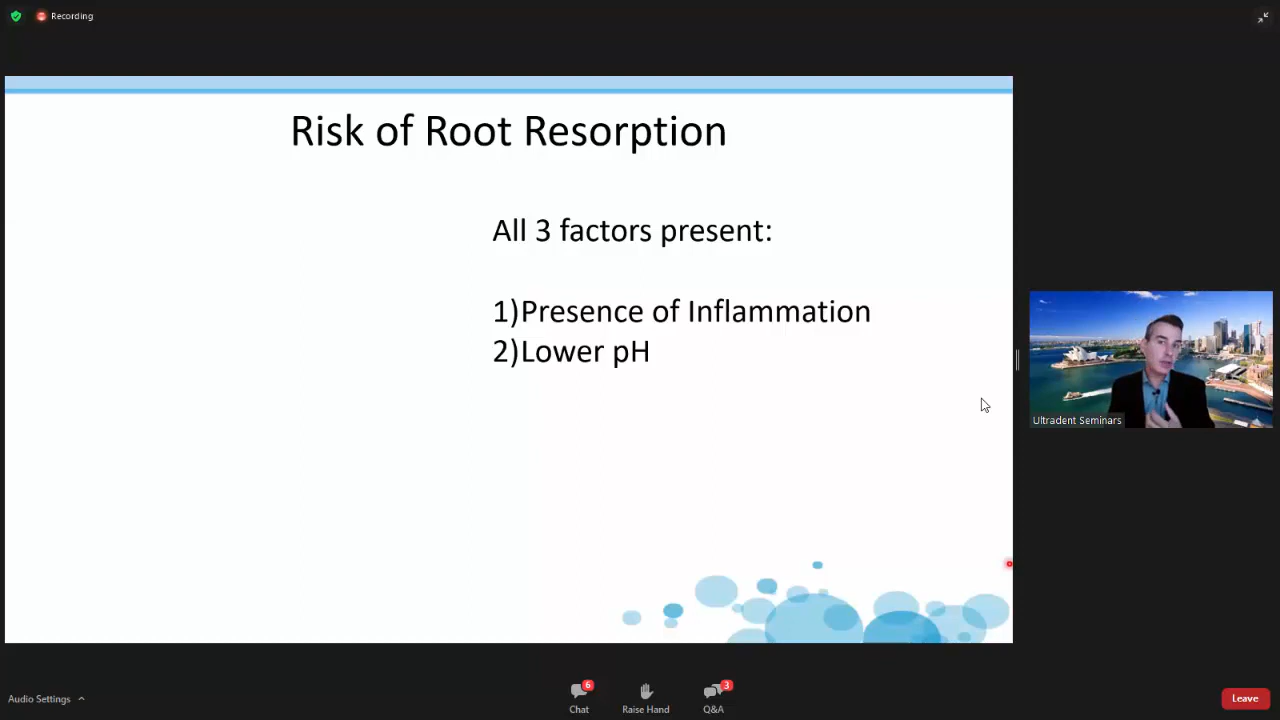 Recording
Risk of Root Resorption
All 3 factors present:
1)Presence of Inflammation
2)Lower pH
Ultradent Seminars
Audio Settings
6
Chat
Raise Hand
3
Q&A
Leave